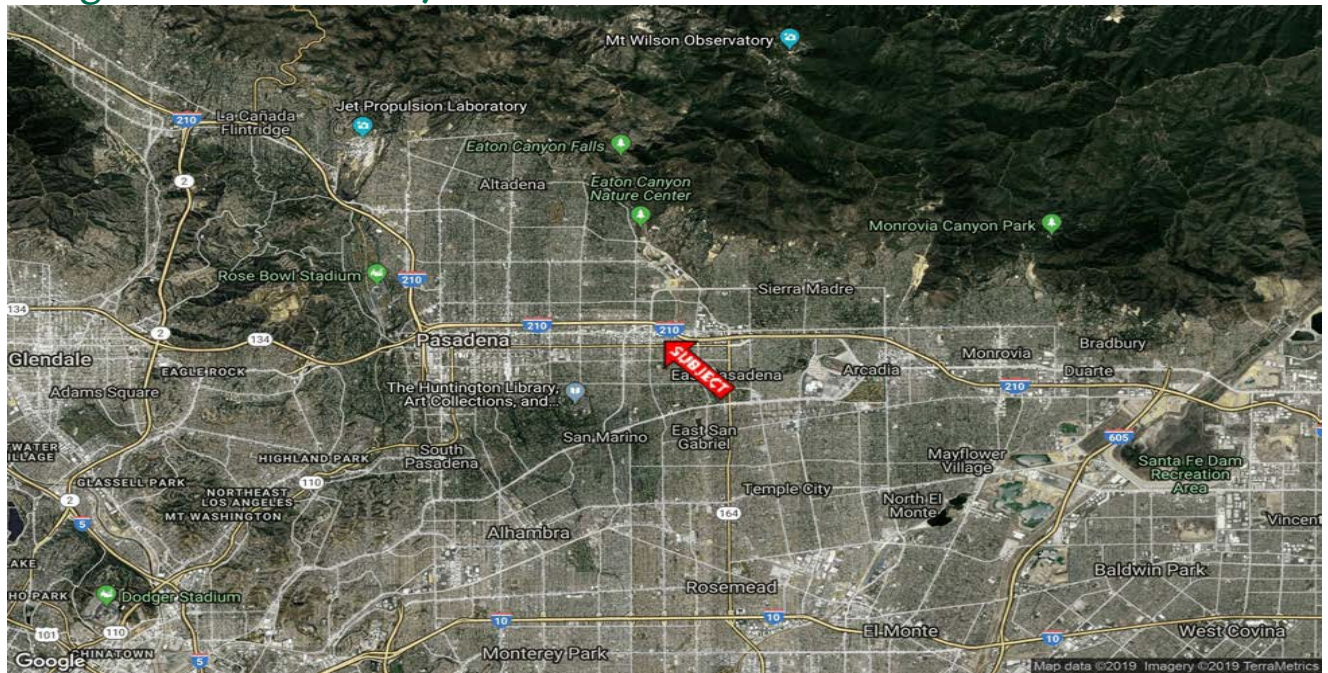 Mt Wilson Observatory
210
La Cañada
Flintridge
Jet Propulsion Laboratory
2
Eaton Canyon Falls
Altadena
Eaton Canyon
Nature Center
Monrovia Canyon Park
Rose Bowl Stadium
210
Sierra Madre
134
2
134
Pasadena
210
210
SUBJECT
Glendale
EAGLE ROCK
Adams Square
The Huntington Library,
Art Collections, and...
East Pasadena
Arcadia
Monrovia
Bradbury
Duarte
210
San Marino
East San
Gabriel
South
Pasadena
HIGHLAND PARK
110
605
Mayflower
Village
Santa Fe Dam
Recreation
Area
GLASSELL PARK
2
NORTHEAST
LOS ANGELES
MT WASHINGTON
5
Temple City
North El
Monte
164
Vincent
Alhambra
Baldwin Park
Rosemead
Dodger Stadium
10
10
El Monte
10
West Covina
101
110
CHINATOWN
5
Monterey Park
Google
Map data ©2019 Imagery ©2019 TerraMetrics